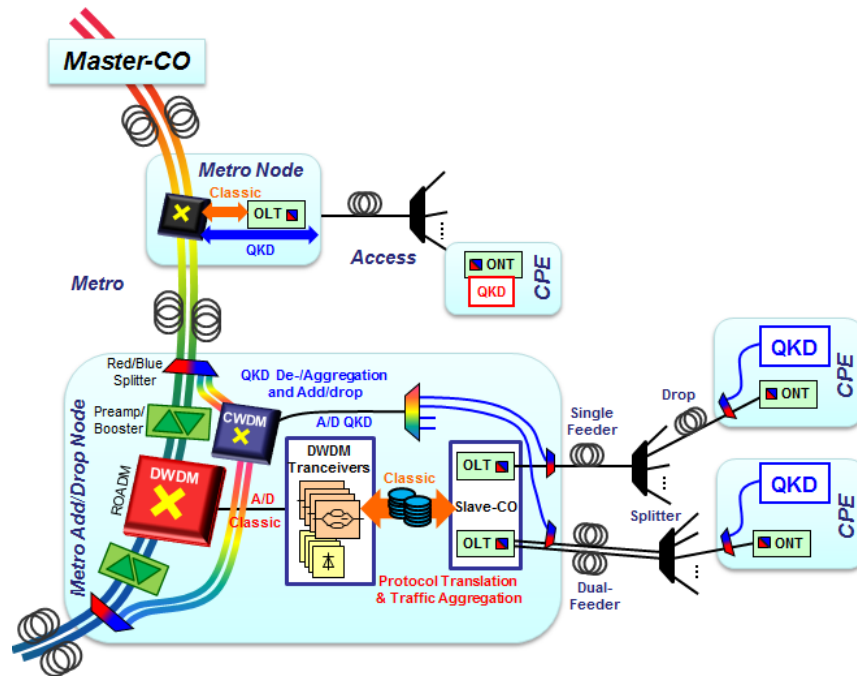 Master-CO
Metro Node
Classic
OLT
QKD
Access
ONT
QKD
CPE
Metro
Metro Add/Drop Node
Red/Blue
Splitter
QKD De-/Aggregation
and Add/drop
Preamp/
Booster
CWDM
A/D QKD
ROADM
DWDM
A/D
Classic
DWDM
Tranceivers
Classic
OLT
Slave-CO
OLT
Protocol Translation
& Traffic Aggregation
Single
Feeder
Drop
QKD
ONT
CPE
Splitter
Dual-
Feeder
QKD
ONT
CPE